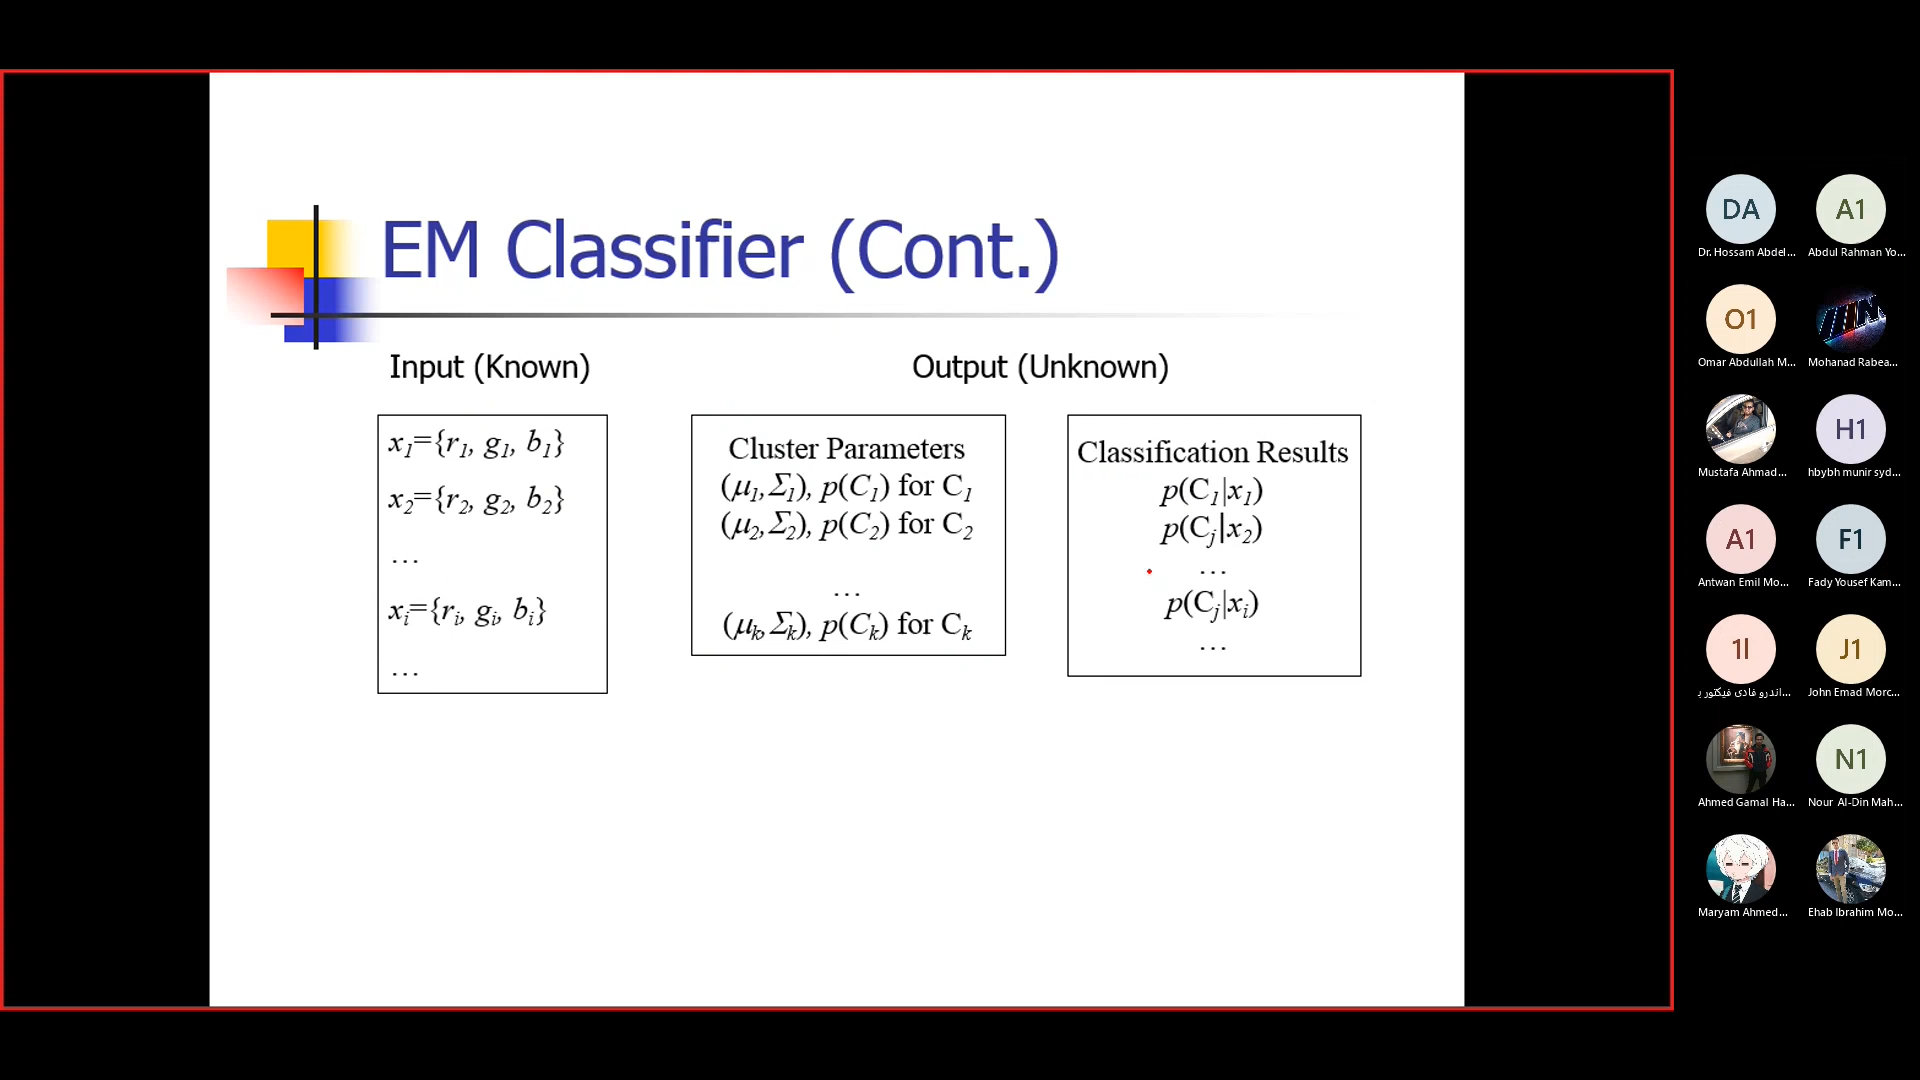 EM Classifier (Cont.)
Input (Known)
Output (Unknown)
x1={r1, g1, b1}
x2={r2, g2, b2}
…
xi={ri, gi, bi}
…
Cluster Parameters
(μ1,Σ1), p(C1) for C1
(μ2,Σ2), p(C2) for C2
…
(μk,Σk), p(Ck) for Ck
Classification Results
p(C1|x1)
p(Cj|x2)
…
p(Cj|xi)
…
DA
Dr. Hossam Abdel...
A1
Abdul Rahman Yo...
O1
Omar Abdullah M...
Mohanad Rabea...
Mustafa Ahmad...
H1
hbybh munir syd...
A1
Antwan Emil Mo...
F1
Fady Yousef Kam...
1I
اندرو فادى فيكتور ب...
J1
John Emad Morc...
Ahmed Gamal Ha...
N1
Nour Al-Din Mah...
Maryam Ahmed...
Ehab Ibrahim Mo...